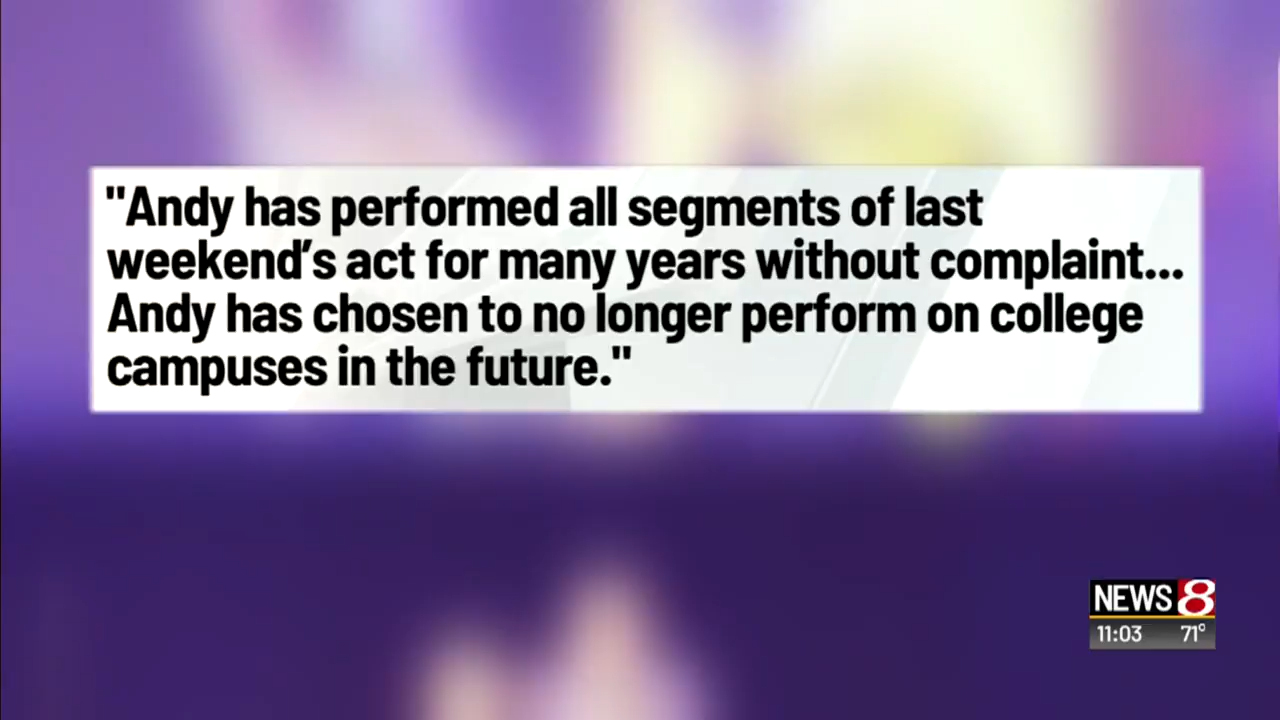 "Andy has performed all segments of last
weekend's act for many years without complaint...
Andy has chosen to no longer perform on college
campuses in the future."
NEWS 8
11:03 71°